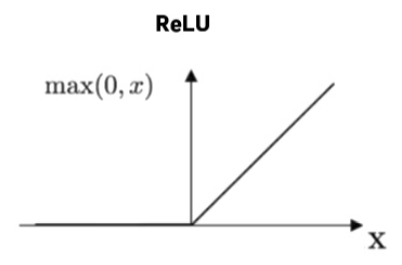 ReLU
max(0, x)
x